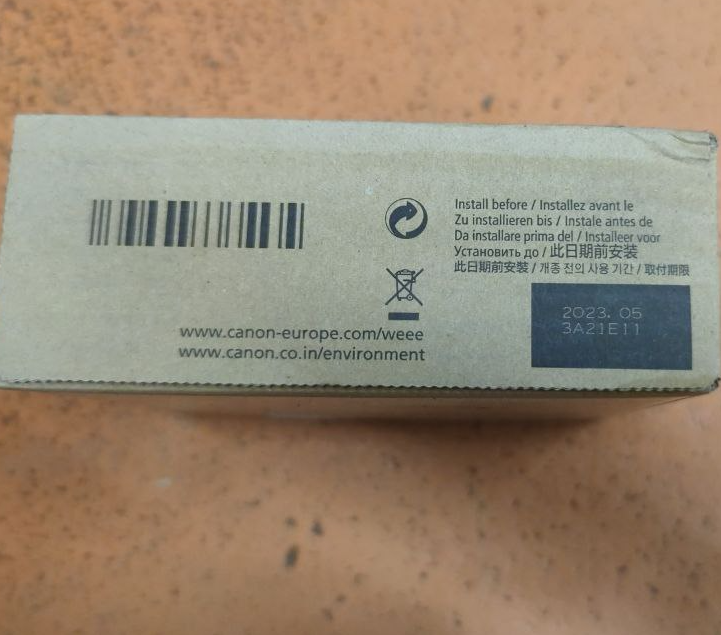 Install before / Installez avant le
Zu installieren bis / Instale antes de
Da installare prima del / Installeer voor
Установить до / 此日期前安装
此日期前安裝 / 개종 전의 사용 기간 / 取付期限
2023. 05
3A21E11
www.canon-europe.com/weee
www.canon.co.in/environment